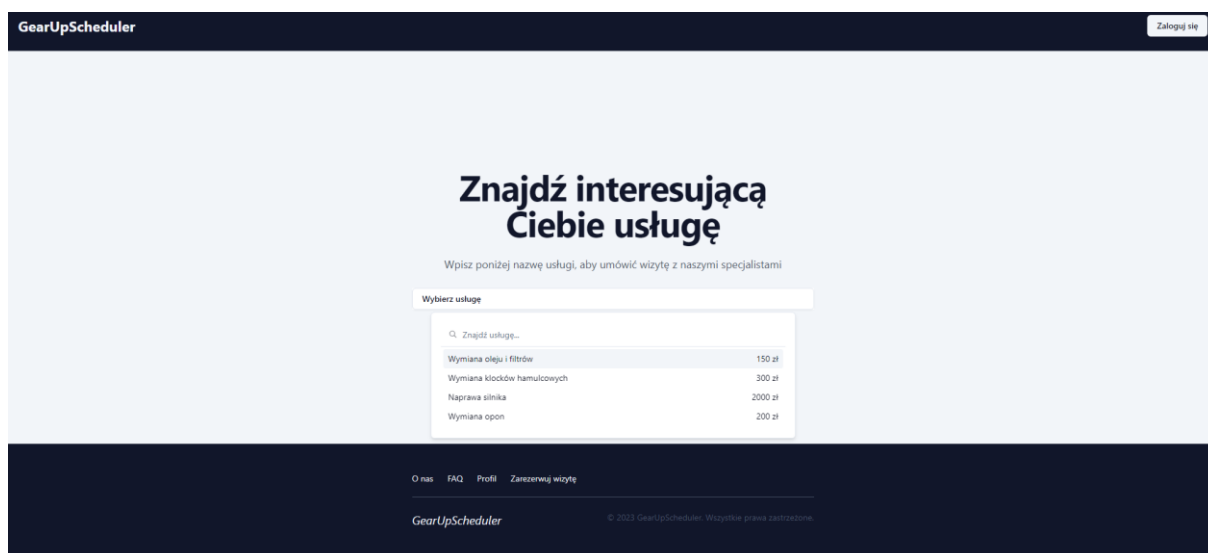 GearUpScheduler
Zaloguj się
Znajdź interesującą
Ciebie usługę
Wpisz poniżej nazwę usługi, aby umówić wizytę z naszymi specjalistami
Wybierz usługę
Znajdź usługę...
Wymiana oleju i filtrów 150 zł
Wymiana klocków hamulcowych 300 zł
Naprawa silnika 2000 zł
Wymiana opon 200 zł
O nas FAQ Profil Zarezerwuj wizytę
GearUpScheduler © 2023 GearUpScheduler. Wszystkie prawa zastrzeżone.